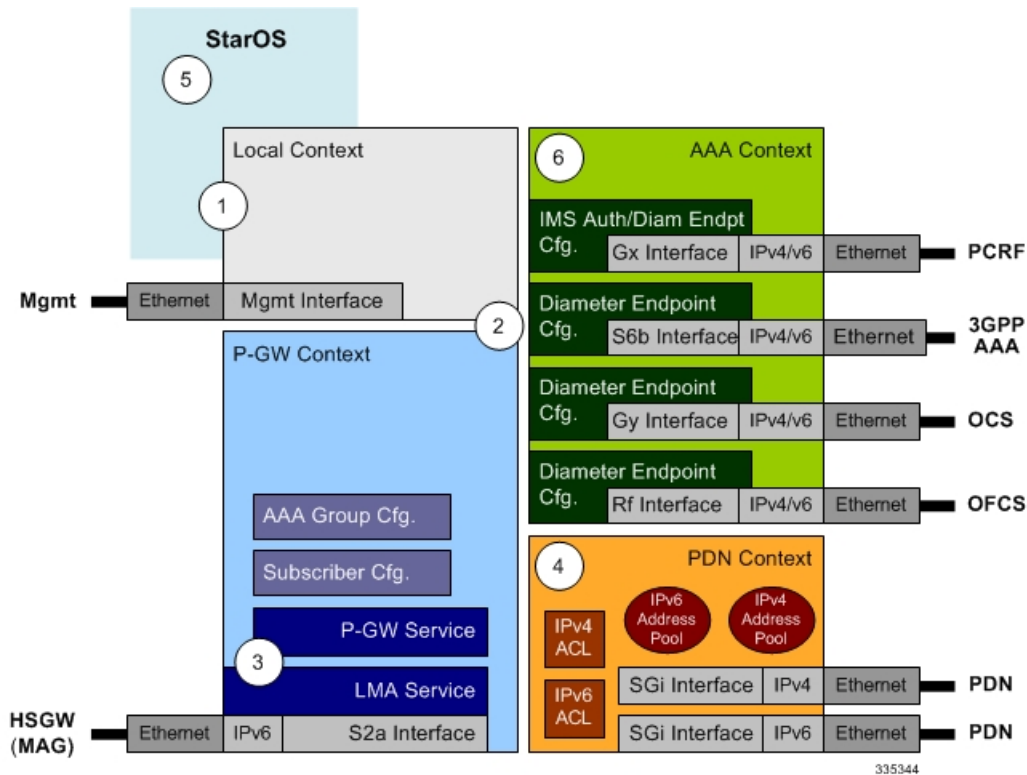 StarOS
5
Local Context
1
Mgmt
Ethernet
Mgmt Interface
2
P-GW Context
AAA Group Cfg.
Subscriber Cfg.
P-GW Service
3
LMA Service
HSGW
(MAG)
Ethernet
IPv6
S2a Interface
6
AAA Context
IMS Auth/Diam Endpt
Cfg.
Gx Interface
IPv4/v6
Ethernet
PCRF
Diameter Endpoint
Cfg.
S6b Interface
IPv4/v6
Ethernet
3GPP
AAA
Diameter Endpoint
Cfg.
Gy Interface
IPv4/v6
Ethernet
OCS
Diameter Endpoint
Cfg.
Rf Interface
IPv4/v6
Ethernet
OFCS
4
PDN Context
IPv6
Address
Pool
IPv4
Address
Pool
IPv4
ACL
IPv6
ACL
SGi Interface
IPv4
Ethernet
PDN
SGi Interface
IPv6
Ethernet
PDN
335344